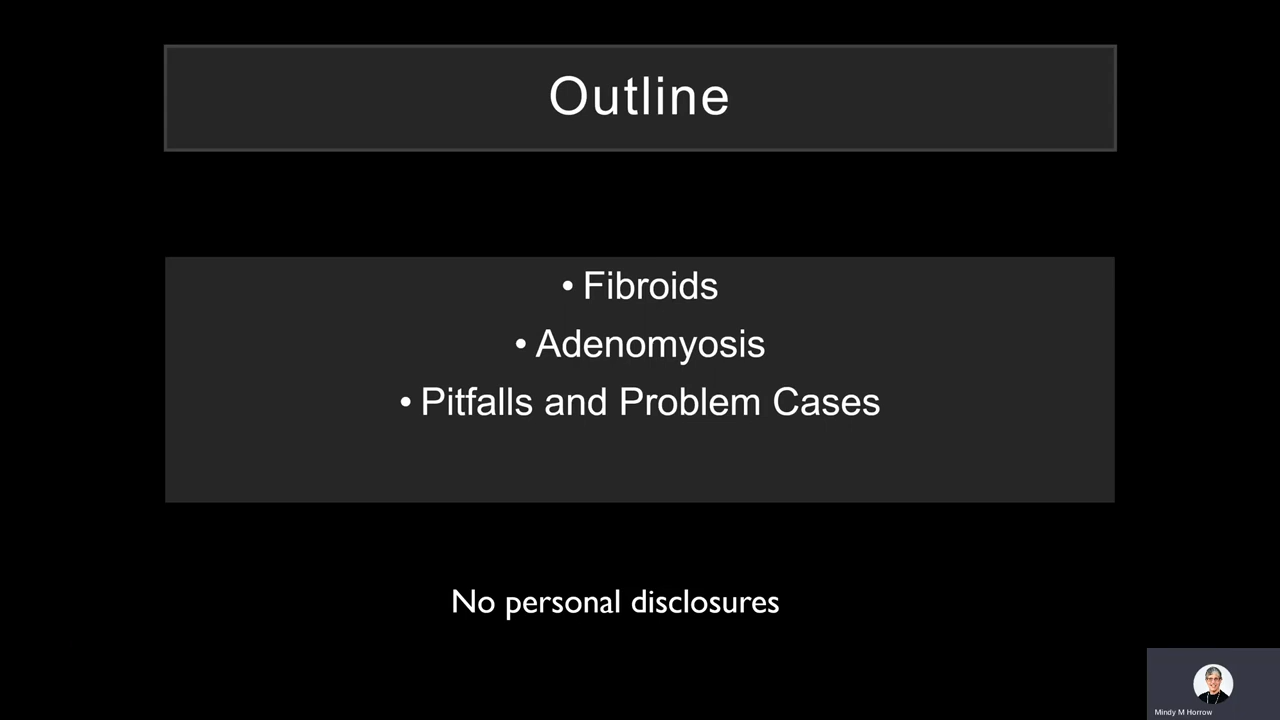 Outline
• Fibroids
• Adenomyosis
• Pitfalls and Problem Cases
No personal disclosures
Mindy M Horrow